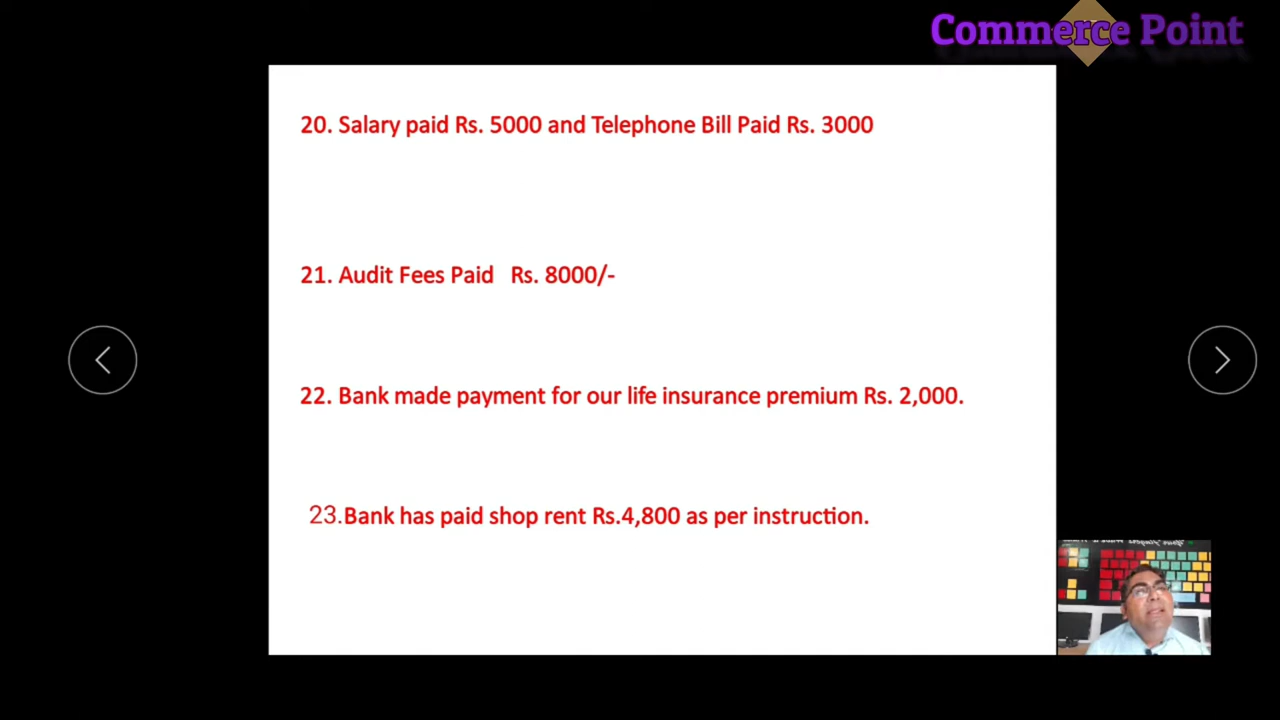 Commerce Point
20. Salary paid Rs. 5000 and Telephone Bill Paid Rs. 3000
21. Audit Fees Paid Rs. 8000/-
22. Bank made payment for our life insurance premium Rs. 2,000.
23.Bank has paid shop rent Rs.4,800 as per instruction.